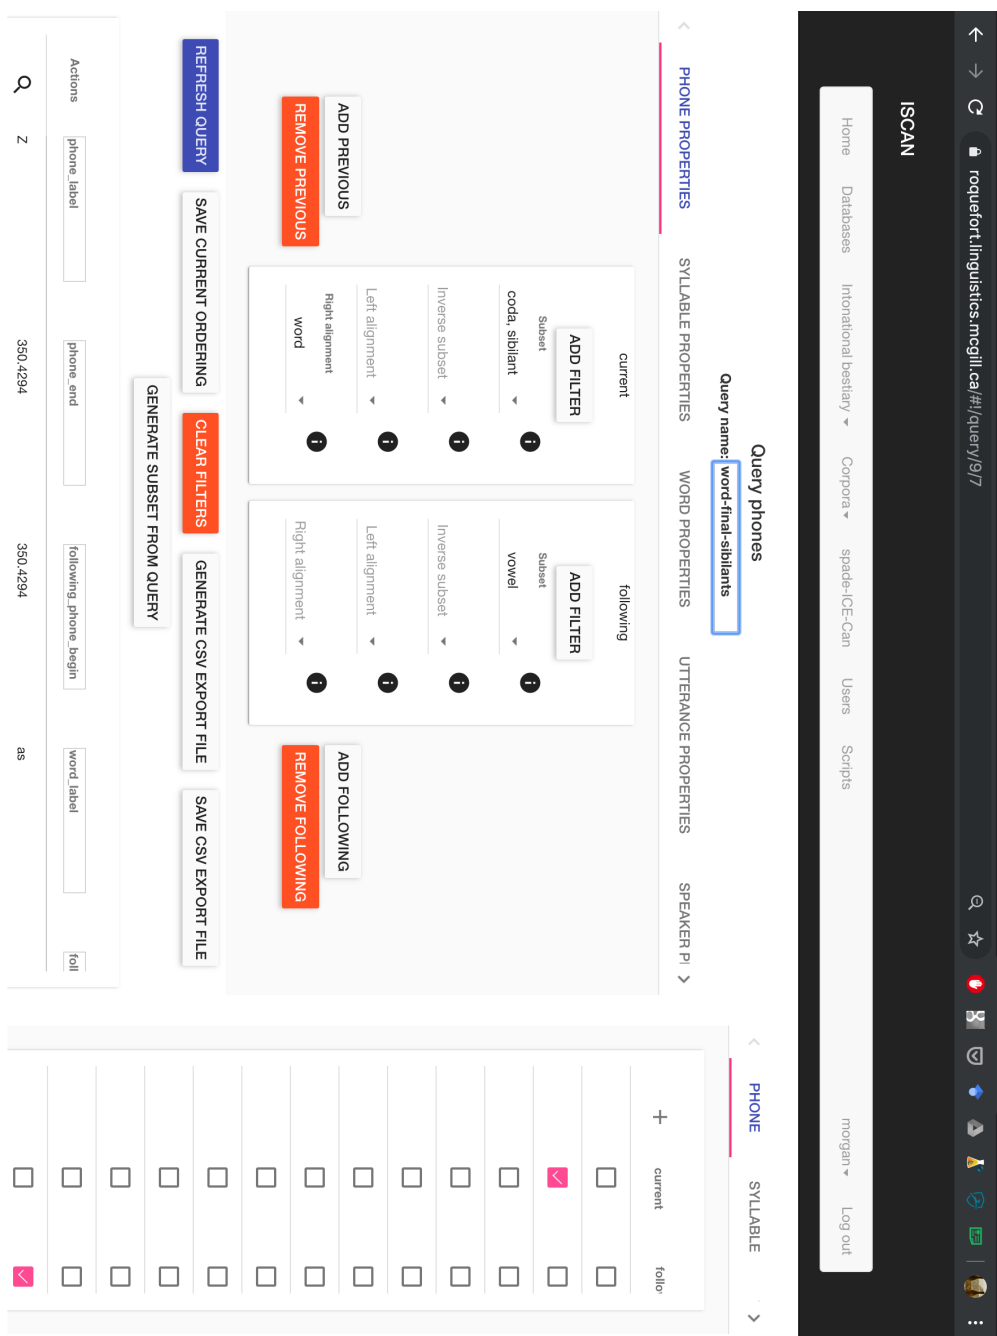 roquefort.linguistics.mcgill.ca/#!/query/9/7
ISCAN
Home Databases Intonational bestiary Corpora spade-ICE-Can Users Scripts morgan Log out
Query phones
Query name: word-final-sibilants
PHONE PROPERTIES SYLLABLE PROPERTIES WORD PROPERTIES UTTERANCE PROPERTIES SPEAKER P
ADD PREVIOUS
REMOVE PREVIOUS
current
ADD FILTER
Subset
coda, sibilant
Inverse subset
Left alignment
Right alignment
word
following
ADD FILTER
Subset
vowel
Inverse subset
Left alignment
Right alignment
ADD FOLLOWING
REMOVE FOLLOWING
REFRESH QUERY SAVE CURRENT ORDERING CLEAR FILTERS GENERATE CSV EXPORT FILE SAVE CSV EXPORT FILE
GENERATE SUBSET FROM QUERY
Actions phone_label phone_end following_phone_begin word_label foll
Z 350.4294 350.4294 as
PHONE SYLLABLE
+ current follo